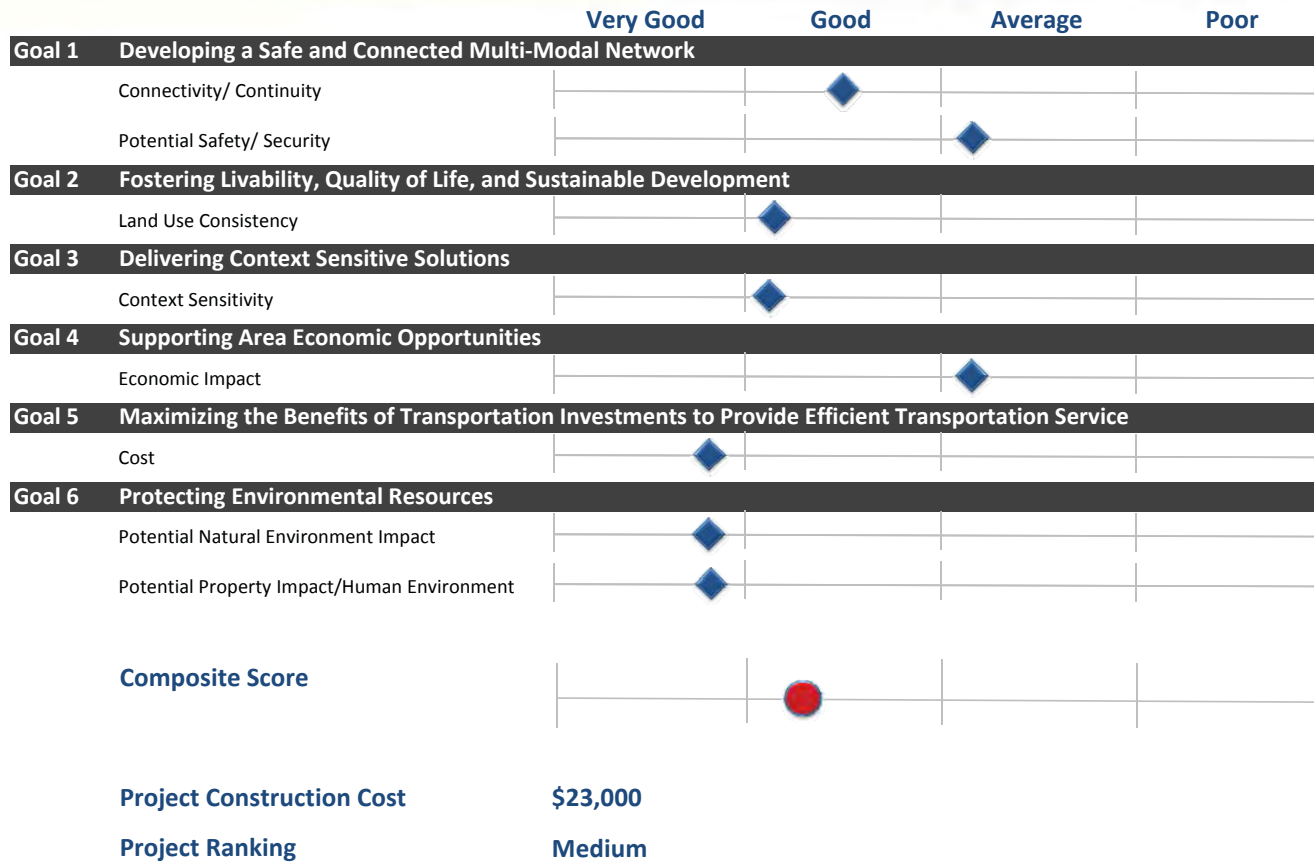 Very Good Good Average Poor
Goal 1 Developing a Safe and Connected Multi-Modal Network
Connectivity/ Continuity
Potential Safety/ Security
Goal 2 Fostering Livability, Quality of Life, and Sustainable Development
Land Use Consistency
Goal 3 Delivering Context Sensitive Solutions
Context Sensitivity
Goal 4 Supporting Area Economic Opportunities
Economic Impact
Goal 5 Maximizing the Benefits of Transportation Investments to Provide Efficient Transportation Service
Cost
Goal 6 Protecting Environmental Resources
Potential Natural Environment Impact
Potential Property Impact/Human Environment
Composite Score
Project Construction Cost $23,000
Project Ranking Medium